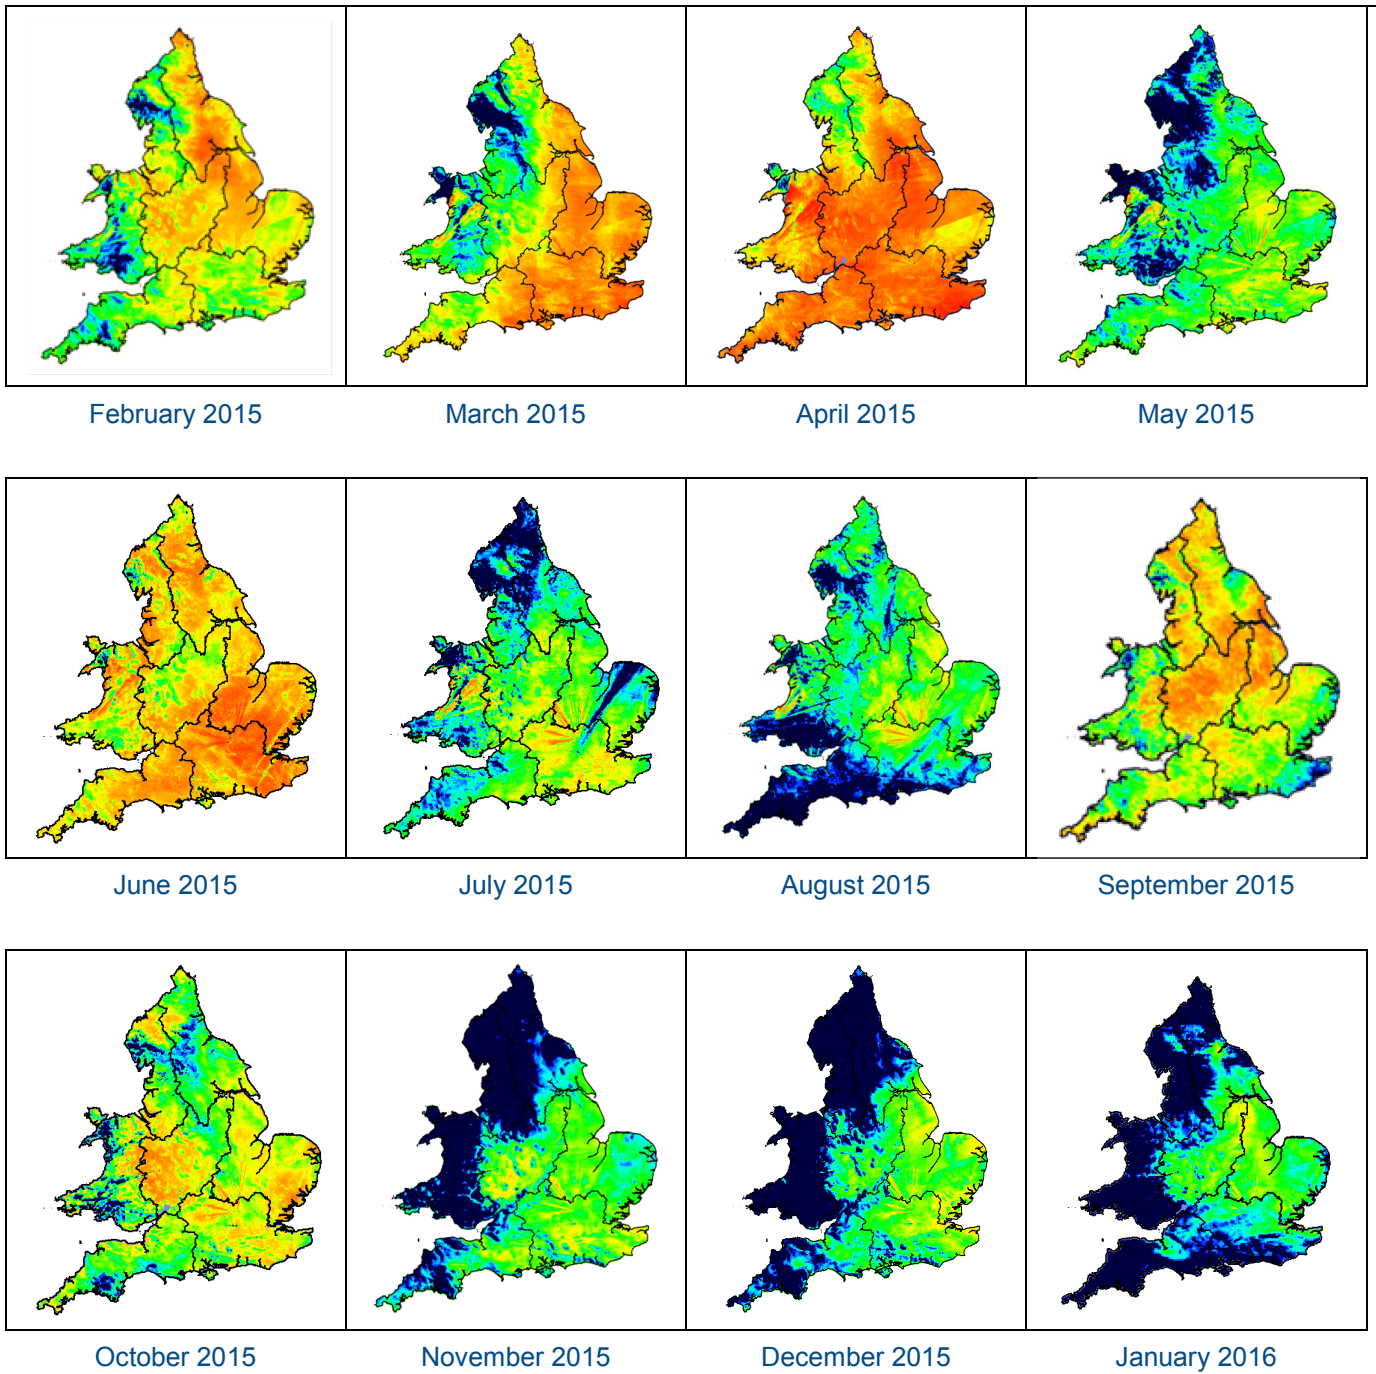 February 2015
March 2015
April 2015
May 2015
June 2015
July 2015
August 2015
September 2015
October 2015
November 2015
December 2015
January 2016